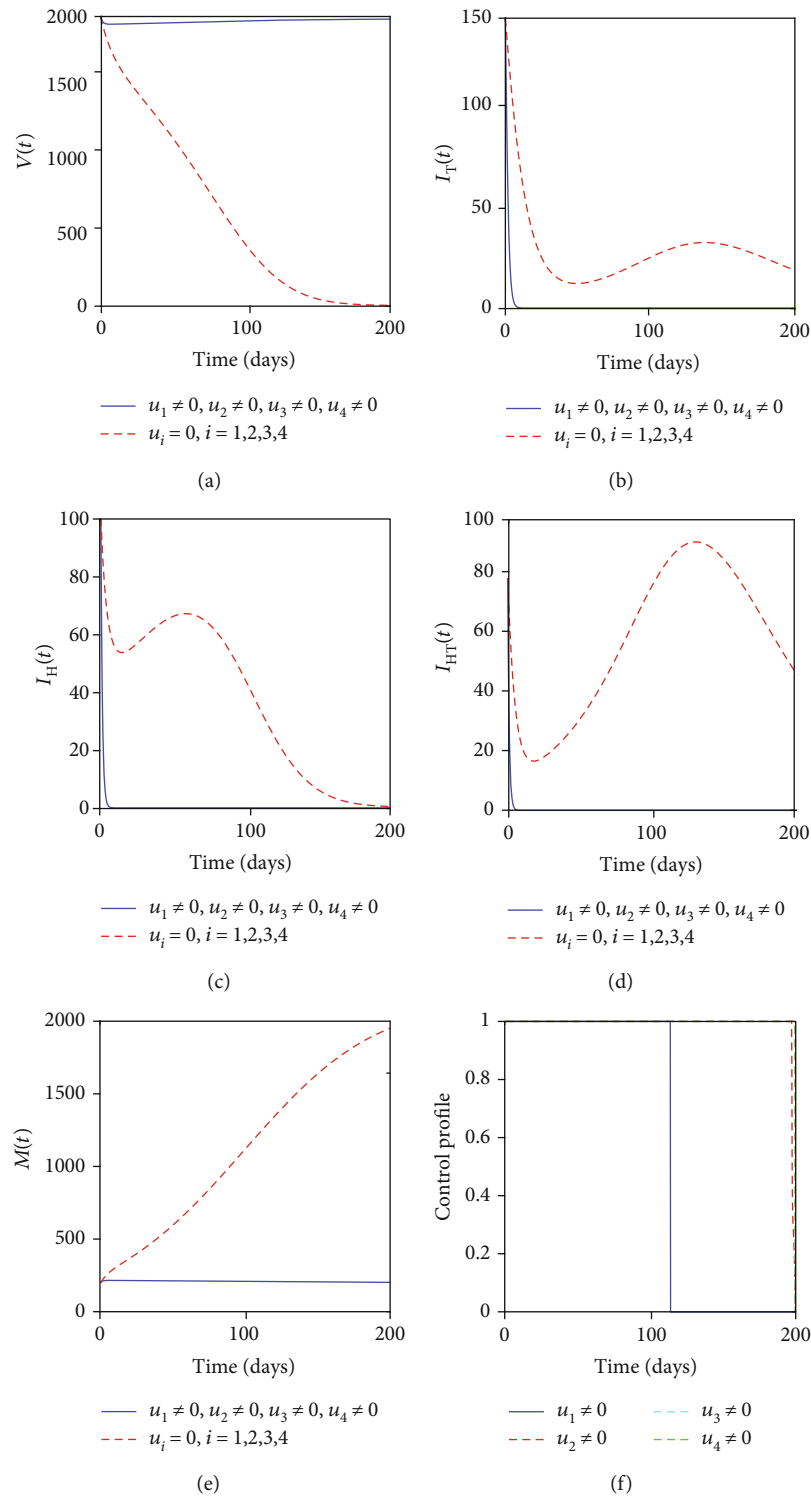 2000
1500
1000
500
0
V(t)
0 100 200
Time (days)
u₁ ≠ 0, u₂ ≠ 0, u₃ ≠ 0, u₄ ≠ 0
uᵢ = 0, i = 1,2,3,4
(a)
150
100
50
0
I_T(t)
0 100 200
Time (days)
u₁ ≠ 0, u₂ ≠ 0, u₃ ≠ 0, u₄ ≠ 0
uᵢ = 0, i = 1,2,3,4
(b)
100
80
60
40
20
0
I_H(t)
0 100 200
Time (days)
u₁ ≠ 0, u₂ ≠ 0, u₃ ≠ 0, u₄ ≠ 0
uᵢ = 0, i = 1,2,3,4
(c)
100
80
60
40
20
0
I_HT(t)
0 100 200
Time (days)
u₁ ≠ 0, u₂ ≠ 0, u₃ ≠ 0, u₄ ≠ 0
uᵢ = 0, i = 1,2,3,4
(d)
2000
1500
1000
500
0
M(t)
0 100 200
Time (days)
u₁ ≠ 0, u₂ ≠ 0, u₃ ≠ 0, u₄ ≠ 0
uᵢ = 0, i = 1,2,3,4
(e)
1
0.8
0.6
0.4
0.2
0
Control profile
0 100 200
Time (days)
u₁ ≠ 0 u₃ ≠ 0
u₂ ≠ 0 u₄ ≠ 0
(f)